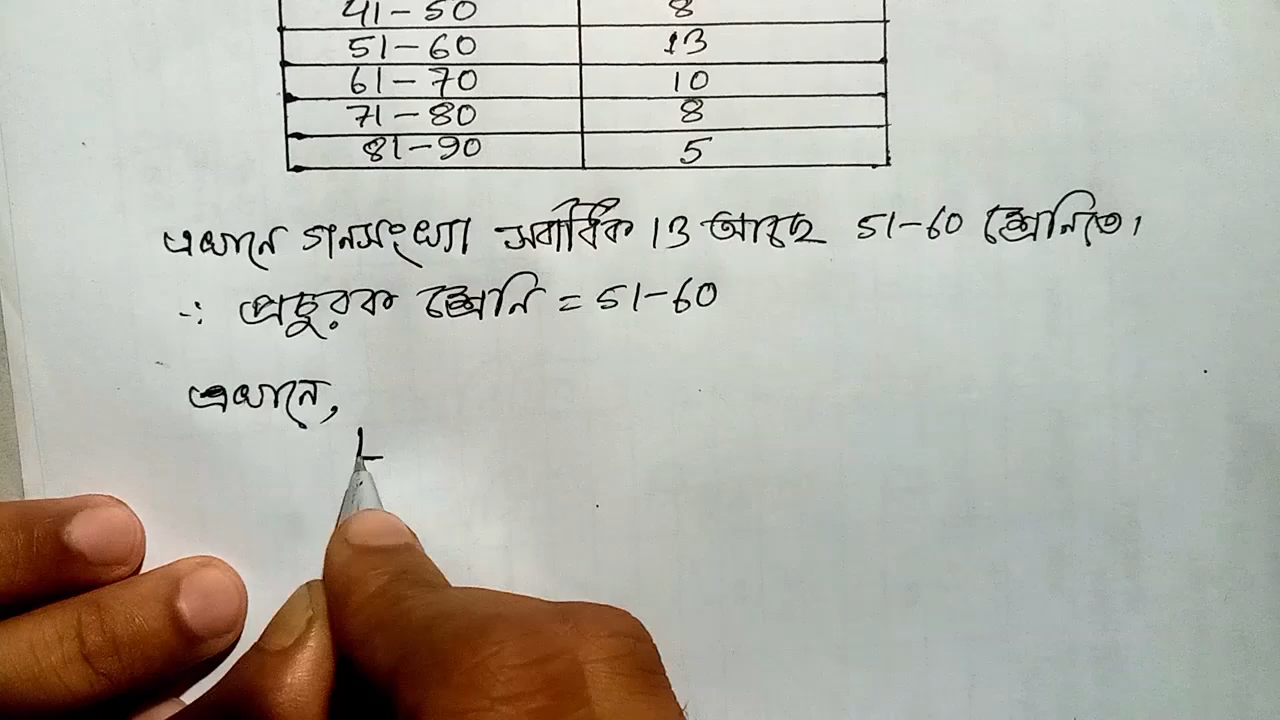 41-50 8
51-60 13
61-70 10
71-80 8
81-90 5
এখানে গনসংখ্যা সর্বাধিক 13 আছে 51-60 শ্রেনিতে।
∴ প্রচুরক শ্রেনি = 51-60
এখানে,
L